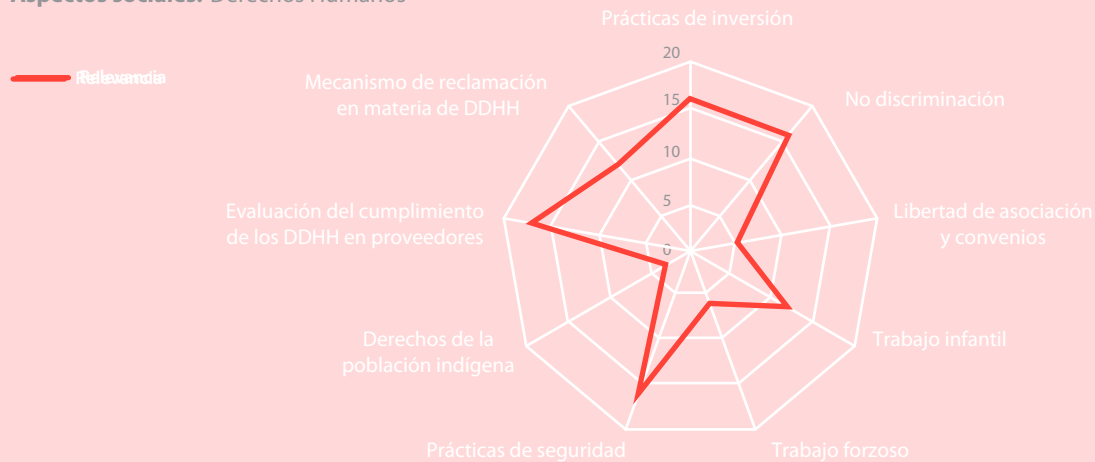 Aspectos sociales: Derechos Humanos
Relevancia
Prácticas de inversión
20
15
10
5
0
No discriminación
Libertad de asociación
y convenios
Trabajo infantil
Trabajo forzoso
Prácticas de seguridad
Derechos de la
población indígena
Evaluación del cumplimiento
de los DDHH en proveedores
Mecanismo de reclamación
en materia de DDHH